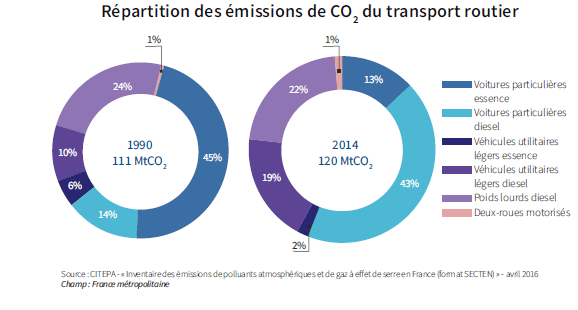 Répartition des émissions de CO2 du transport routier
1%
24%
10%
6%
14%
45%
1990
111 MtCO2
1%
13%
22%
19%
43%
2%
2014
120 MtCO2
Voitures particulières
essence
Voitures particulières
diesel
Véhicules utilitaires
légers essence
Véhicules utilitaires
légers diesel
Poids lourds diesel
Deux-roues motorisés
Source : CITEPA - « Inventaire des émissions de polluants atmosphériques et de gaz à effet de serre en France (format SECTEN) » - avril 2016
Champ : France métropolitaine